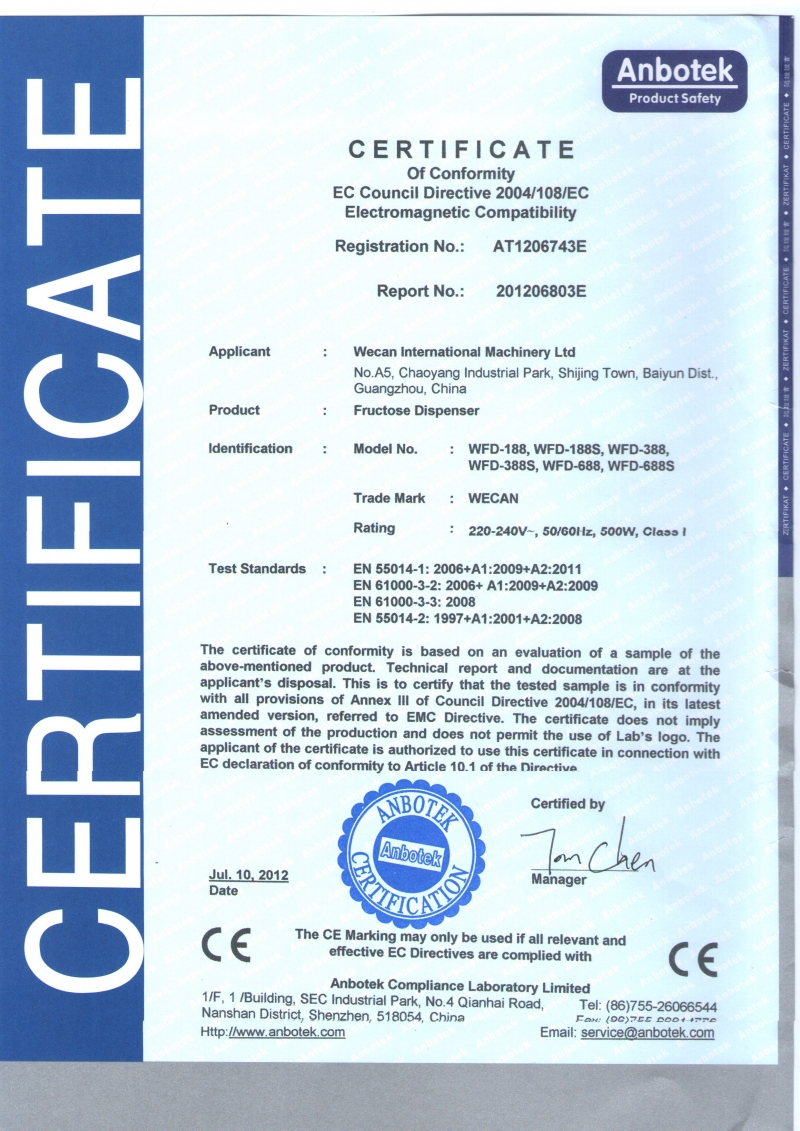 CERTIFICATE
Anbotek
Product Safety
CERTIFICATE
Of Conformity
EC Council Directive 2004/108/EC
Electromagnetic Compatibility
Registration No.: AT1206743E
Report No.: 201206803E
Applicant : Wecan International Machinery Ltd
No.A5, Chaoyang Industrial Park, Shijing Town, Baiyun Dist.,
Guangzhou, China
Product : Fructose Dispenser
Identification : Model No. : WFD-188, WFD-188S, WFD-388,
WFD-388S, WFD-688, WFD-688S
Trade Mark : WECAN
Rating : 220-240V~, 50/60Hz, 500W, Class I
Test Standards : EN 55014-1: 2006+A1:2009+A2:2011
EN 61000-3-2: 2006+ A1:2009+A2:2009
EN 61000-3-3: 2008
EN 55014-2: 1997+A1:2001+A2:2008
The certificate of conformity is based on an evaluation of a sample of the
above-mentioned product. Technical report and documentation are at the
applicant's disposal. This is to certify that the tested sample is in conformity
with all provisions of Annex III of Council Directive 2004/108/EC, in its latest
amended version, referred to EMC Directive. The certificate does not imply
assessment of the production and does not permit the use of Lab's logo. The
applicant of the certificate is authorized to use this certificate in connection with
EC declaration of conformity to Article 10.1 of the Directive.
ANBOTEK
Anbotek
CERTIFICATION
Certified by
Tom Chen
Manager
Jul. 10, 2012
Date
CE
The CE Marking may only be used if all relevant and
effective EC Directives are complied with
CE
Anbotek Compliance Laboratory Limited
1/F, 1 /Building, SEC Industrial Park, No.4 Qianhai Road,
Nanshan District, Shenzhen, 518054, China
Http://www.anbotek.com
Tel: (86)755-26066544
Fax: (86)755
Email: service@anbotek.com
ZERTIFIKAT ◆ CERTIFICATE ◆ ZERTIFIKAT ◆ CERTIFICATE ◆ ZERTIFIKAT ◆ CERTIFICATE